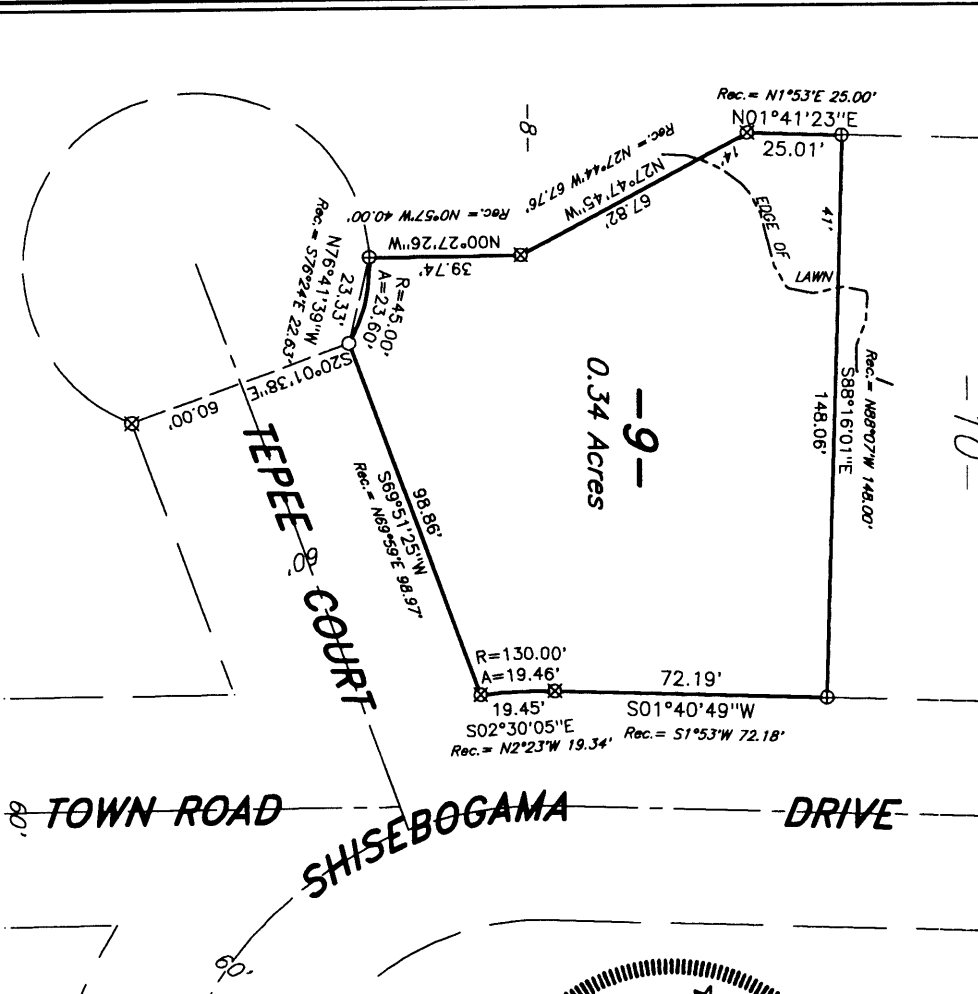 Rec.= N1°53'E 25.00'
N01°41'23"E
25.01'
-8-
Rec.= N27°44'W 67.76'
N27°47'45"W
67.82'
14'
EDGE OF
LAWN
41'
Rec.= N0°57'W 40.00'
N00°27'26"W
39.74'
R=45.00'
A=23.60'
23.33'
N76°41'39"W
Rec.= S76°24'E 22.63'
S20°01'38"E
60.00'
-9-
0.34 Acres
148.06'
S88°16'01"E
Rec.= N88°07'W 148.00'
-10-
98.86'
S69°51'25"W
Rec.= N69°59'E 98.97'
TEPEE COURT
60'
R=130.00'
A=19.46'
19.45'
S02°30'05"E
Rec.= N2°23'W 19.34'
72.19'
S01°40'49"W
Rec.= S1°53'W 72.18'
60'
TOWN ROAD
SHISEBOGAMA DRIVE
60'